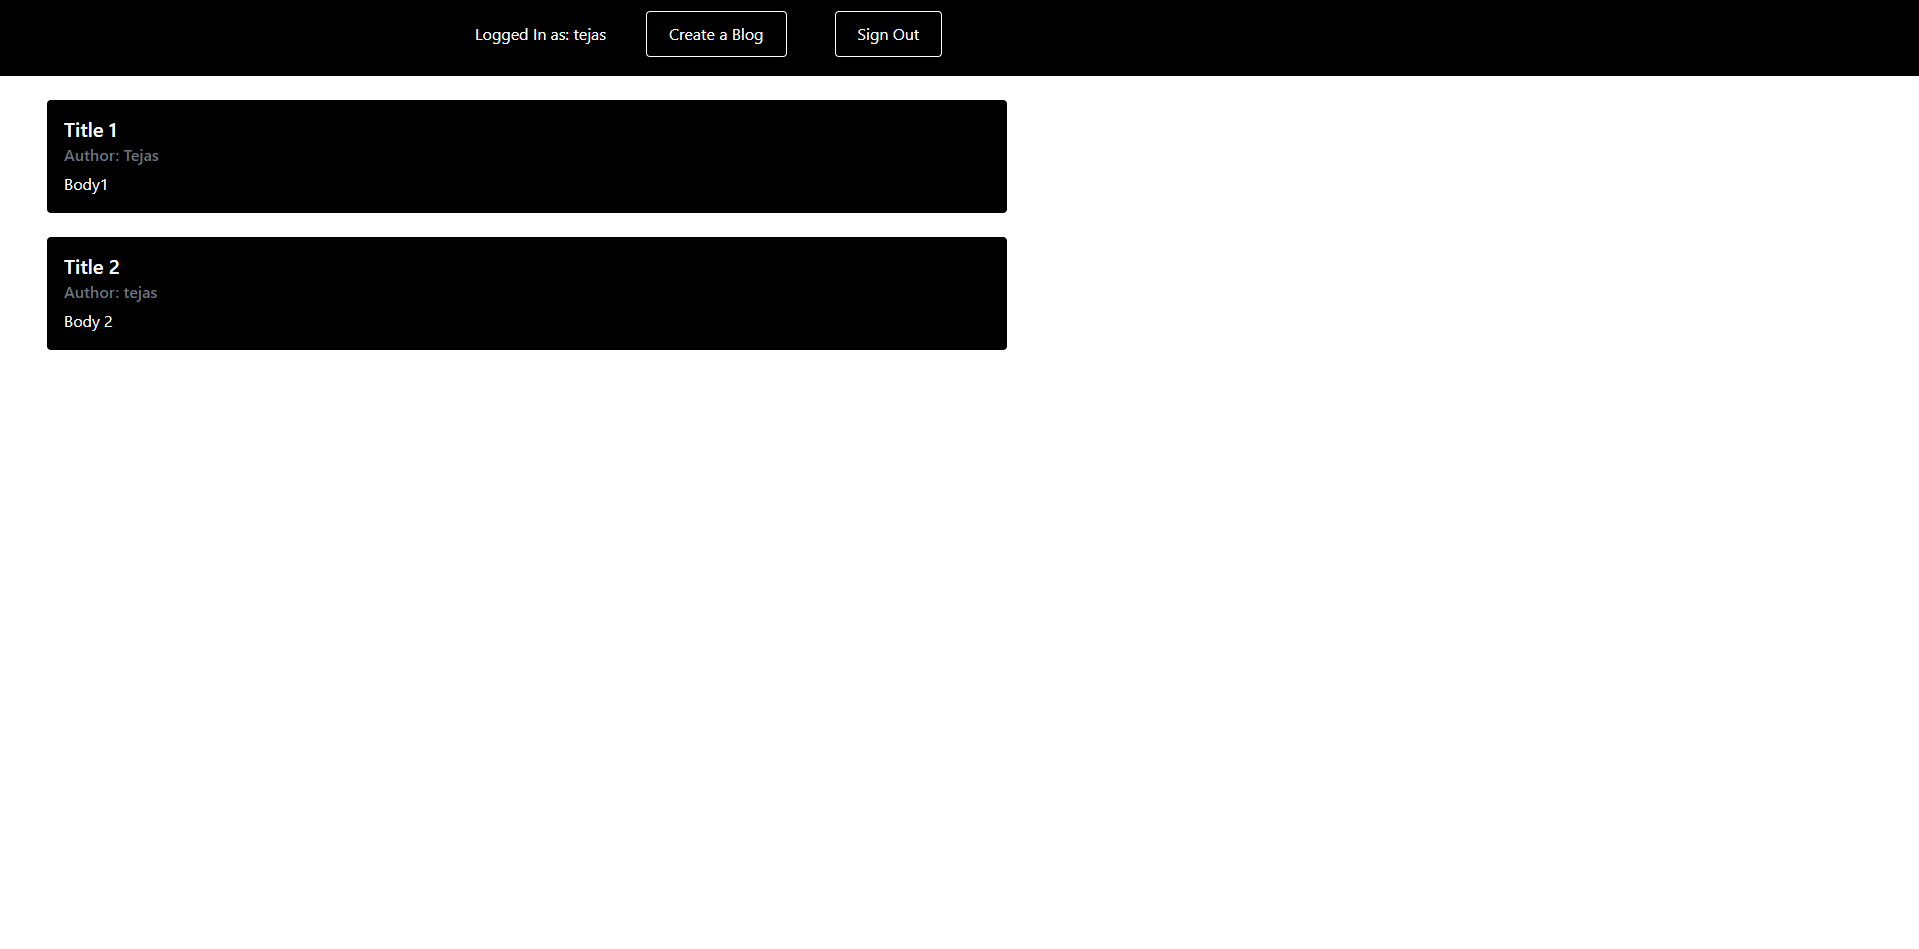 Logged In as: tejas Create a Blog Sign Out
Title 1
Author: Tejas
Body1
Title 2
Author: tejas
Body 2